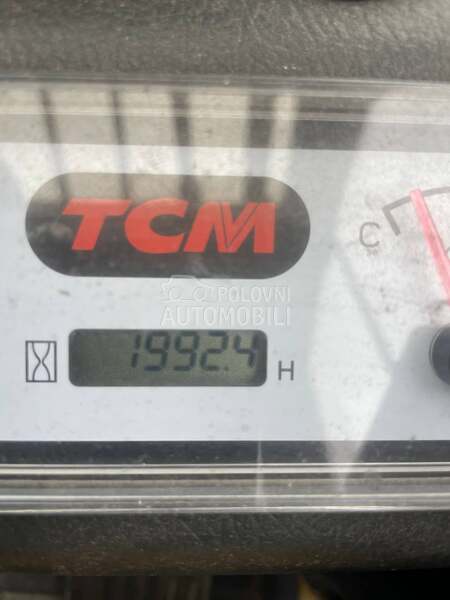 TCM
C
POLOVNI
AUTOMOBILI
1992.4 H